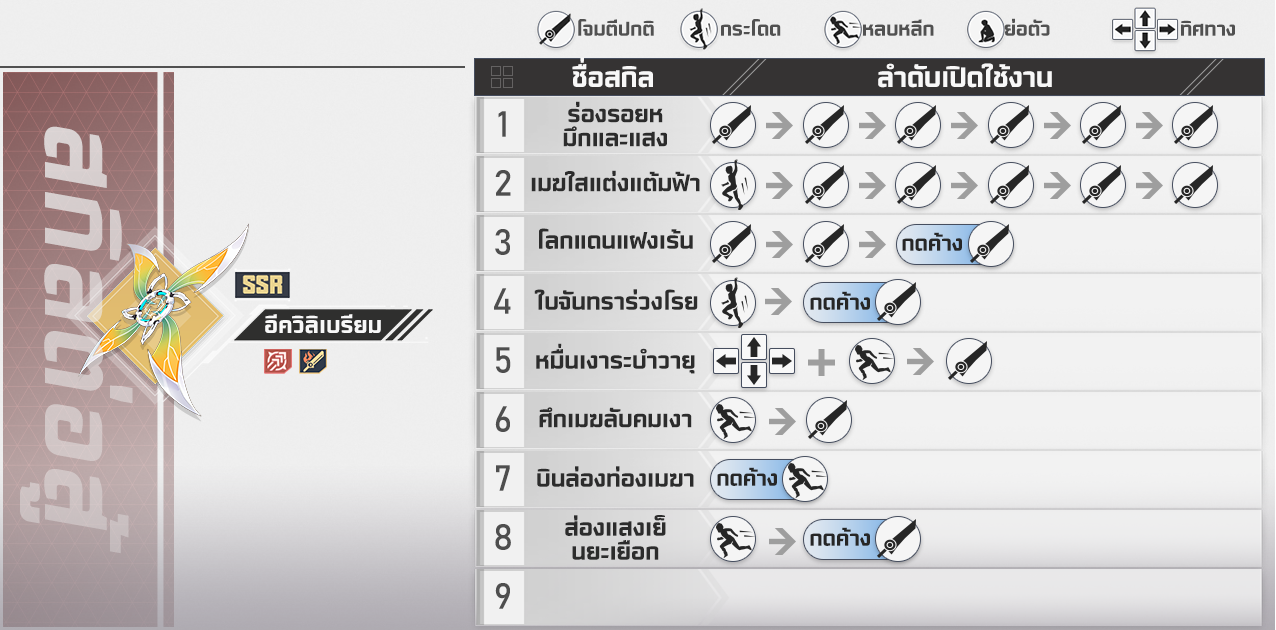 โจมตีปกติ กระโดด หลบหลีก ย่อตัว ทิศทาง
สกิลต่อสู้
SSR
อีควิลิเบรียม
ชื่อสกิล ลำดับเปิดใช้งาน
1 ร่องรอยห
มึกและแสง
2 เมฆใสแต่งแต้มฟ้า
3 โลกแดนแฝงเร้น กดค้าง
4 ใบจันทราร่วงโรย กดค้าง
5 หมื่นเงาระบำวายุ
6 ศึกเมฆลับคมเงา
7 บินล่องท่องเมฆา กดค้าง
8 ส่องแสงเย็
นยะเยือก กดค้าง
9